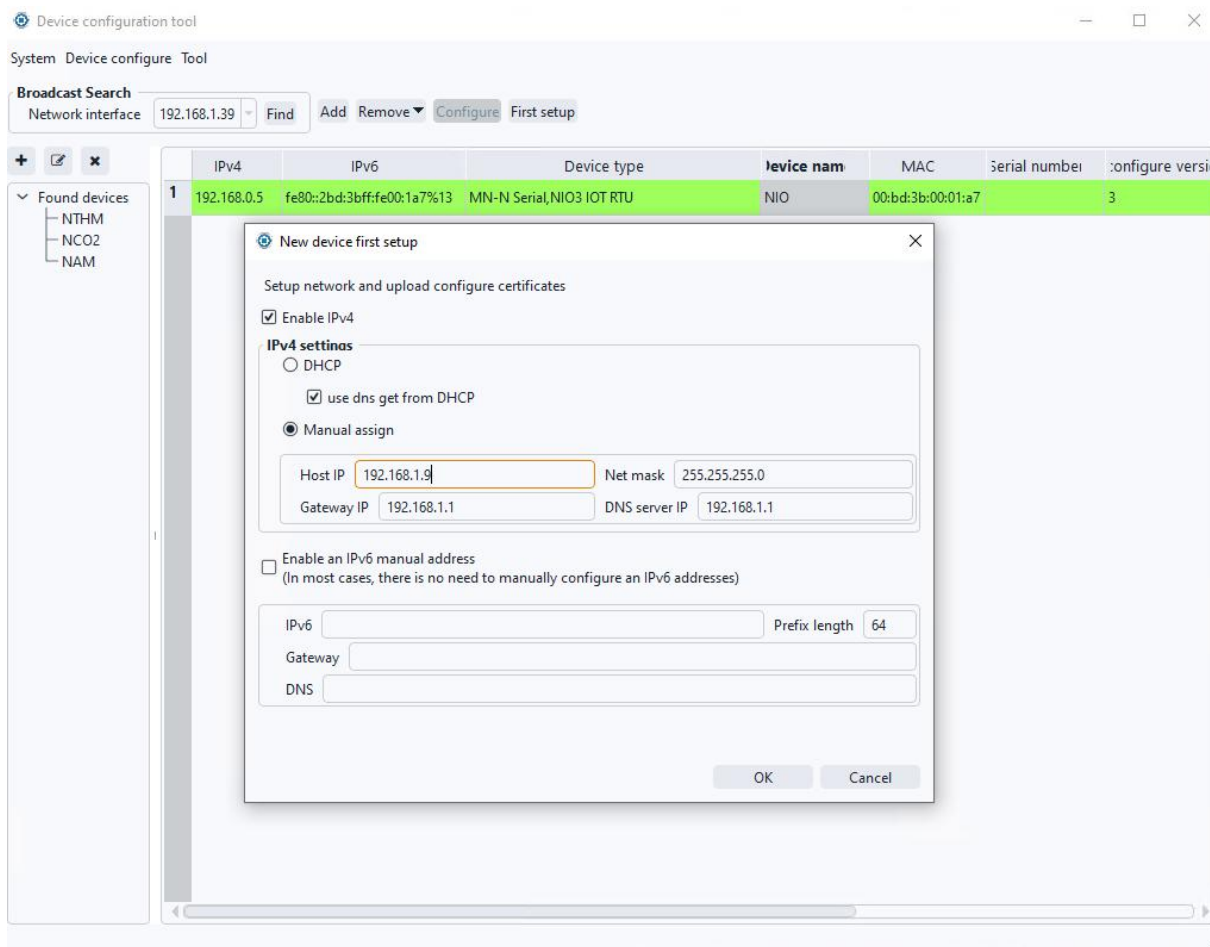 Device configuration tool
System Device configure Tool
Broadcast Search
Network interface 192.168.1.39 Find Add Remove Configure First setup
IPv4 IPv6 Device type Device nam MAC Serial number configure versi
Found devices
NTHM
NCO2
NAM
1 192.168.0.5 fe80::2bd:3bff:fe00:1a7%13 MN-N Serial,NIO3 IOT RTU NIO 00:bd:3b:00:01:a7 3
New device first setup
Setup network and upload configure certificates
Enable IPv4
IPv4 settings
DHCP
use dns get from DHCP
Manual assign
Host IP 192.168.1.9 Net mask 255.255.255.0
Gateway IP 192.168.1.1 DNS server IP 192.168.1.1
Enable an IPv6 manual address
(In most cases, there is no need to manually configure an IPv6 addresses)
IPv6 Prefix length 64
Gateway
DNS
OK Cancel